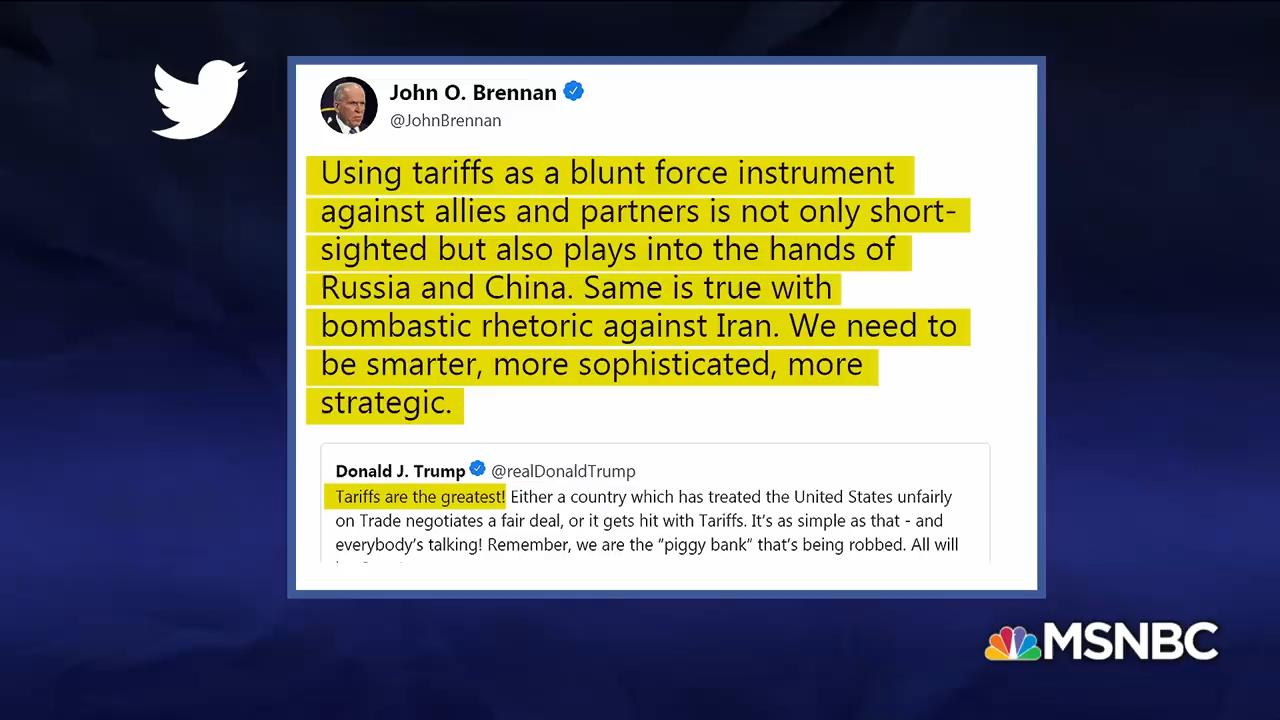 John O. Brennan
@JohnBrennan
Using tariffs as a blunt force instrument
against allies and partners is not only short-
sighted but also plays into the hands of
Russia and China. Same is true with
bombastic rhetoric against Iran. We need to
be smarter, more sophisticated, more
strategic.
Donald J. Trump @realDonaldTrump
Tariffs are the greatest! Either a country which has treated the United States unfairly
on Trade negotiates a fair deal, or it gets hit with Tariffs. It's as simple as that - and
everybody's talking! Remember, we are the "piggy bank" that's being robbed. All will
MSNBC